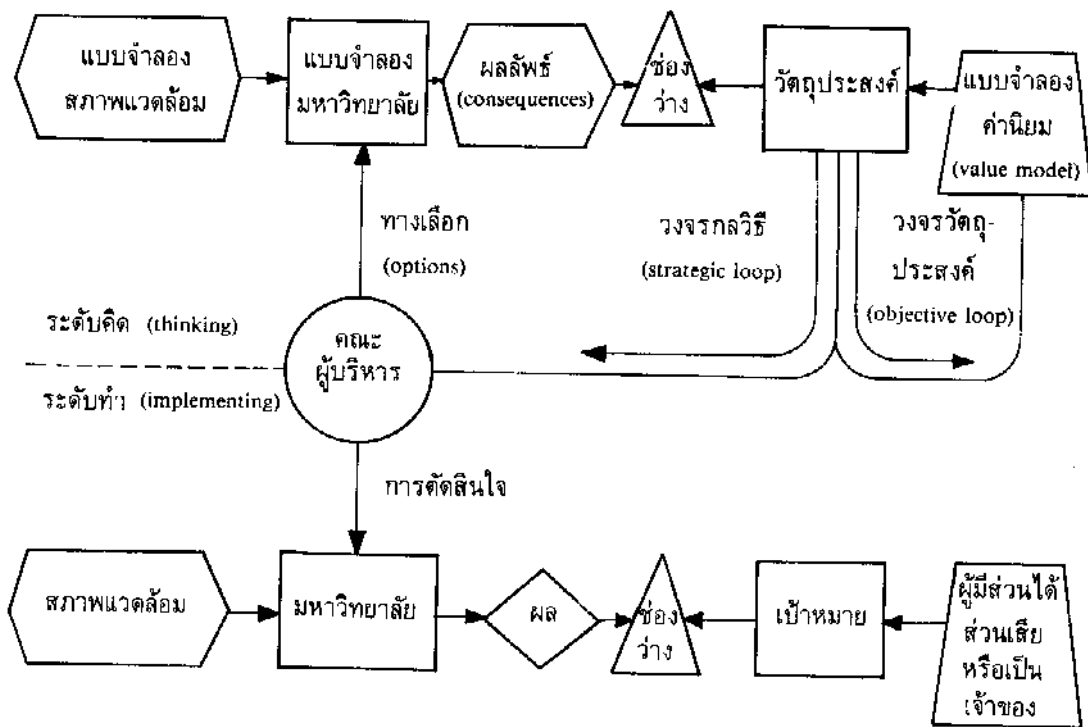 แบบจำลอง
สภาพแวดล้อม
แบบจำลอง
มหาวิทยาลัย
ผลลัพธ์
(consequences)
ช่อง
ว่าง
วัตถุประสงค์
แบบจำลอง
ค่านิยม
(value model)
ทางเลือก
(options)
วงจรกลวิธี
(strategic loop)
วงจรวัตถุ-
ประสงค์
(objective loop)
ระดับคิด (thinking)
คณะ
ผู้บริหาร
ระดับทำ (implementing)
การตัดสินใจ
สภาพแวดล้อม
มหาวิทยาลัย
ผล
ช่อง
ว่าง
เป้าหมาย
ผู้มีส่วนได้
ส่วนเสีย
หรือเป็น
เจ้าของ